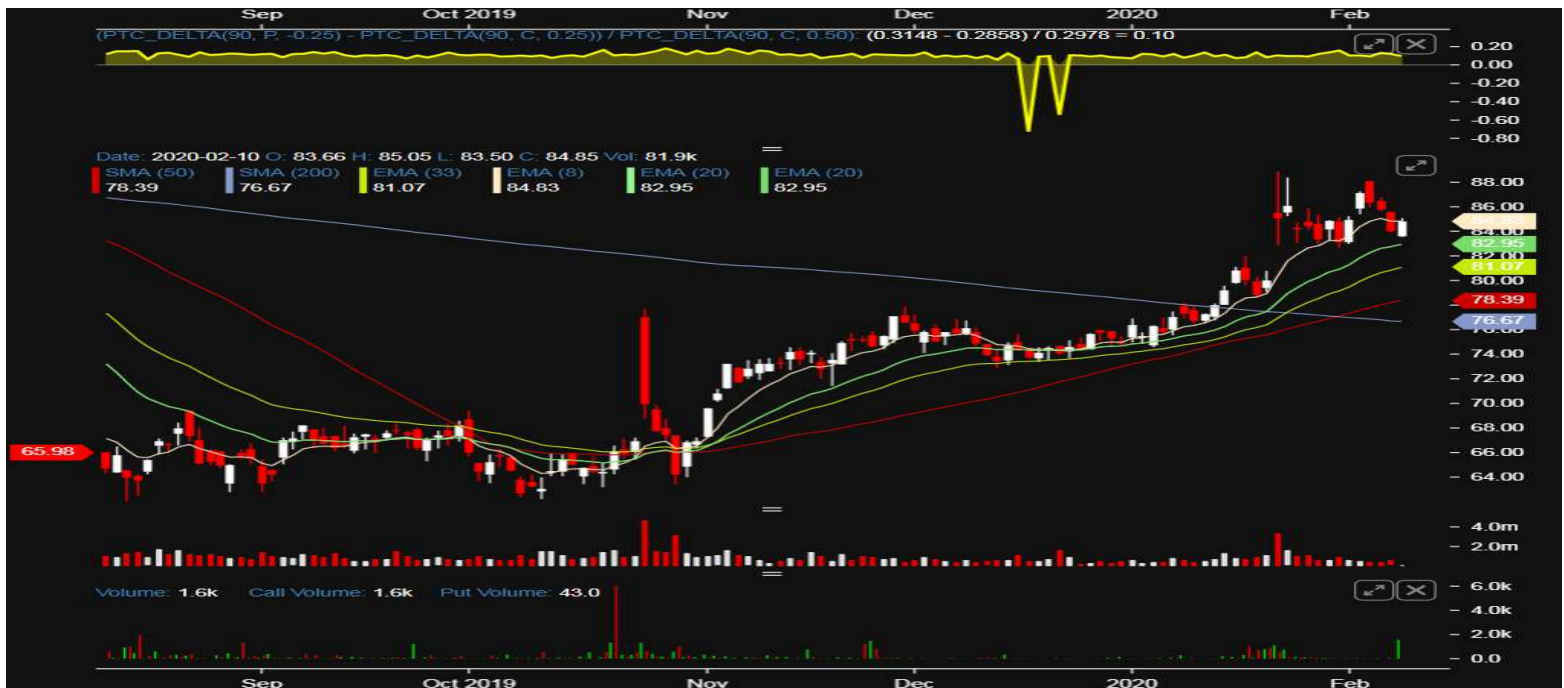 Sep Oct 2019 Nov Dec 2020 Feb
(PTC_DELTA(90, P, -0.25) - PTC_DELTA(90, C, 0.25)) / PTC_DELTA(90, C, 0.50): (0.3148 - 0.2858) / 0.2978 = 0.10
0.20
0.00
-0.20
-0.40
-0.60
-0.80
Date: 2020-02-10 O: 83.66 H: 85.05 L: 83.50 C: 84.85 Vol: 81.9k
SMA (50) SMA (200) EMA (33) EMA (8) EMA (20) EMA (20)
78.39 76.67 81.07 84.83 82.95 82.95
88.00
86.00
84.83
84.00
82.95
82.00
81.07
80.00
78.39
76.67
76.00
74.00
72.00
70.00
68.00
66.00
65.98
64.00
4.0m
2.0m
Volume: 1.6k Call Volume: 1.6k Put Volume: 43.0
6.0k
4.0k
2.0k
0.0
Sep Oct 2019 Nov Dec 2020 Feb